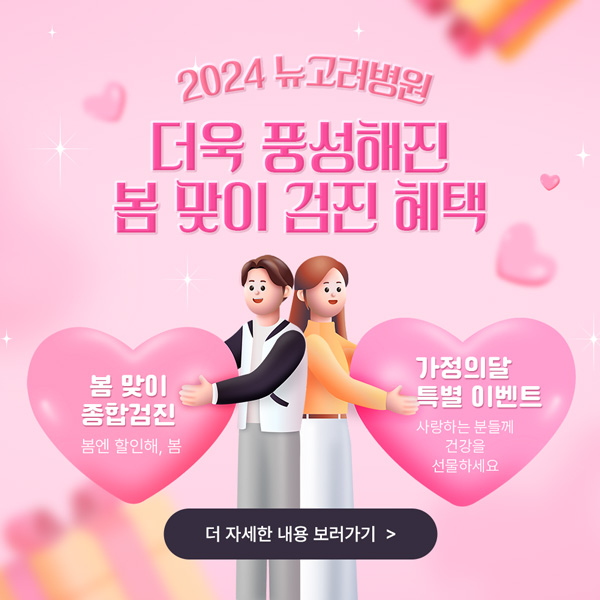 2024 뉴고려병원
더욱 풍성해진
봄 맞이 검진 혜택
봄 맞이
종합검진
봄엔 할인해, 봄
가정의달
특별 이벤트
사랑하는 분들께
건강을
선물하세요
더 자세한 내용 보러가기 >